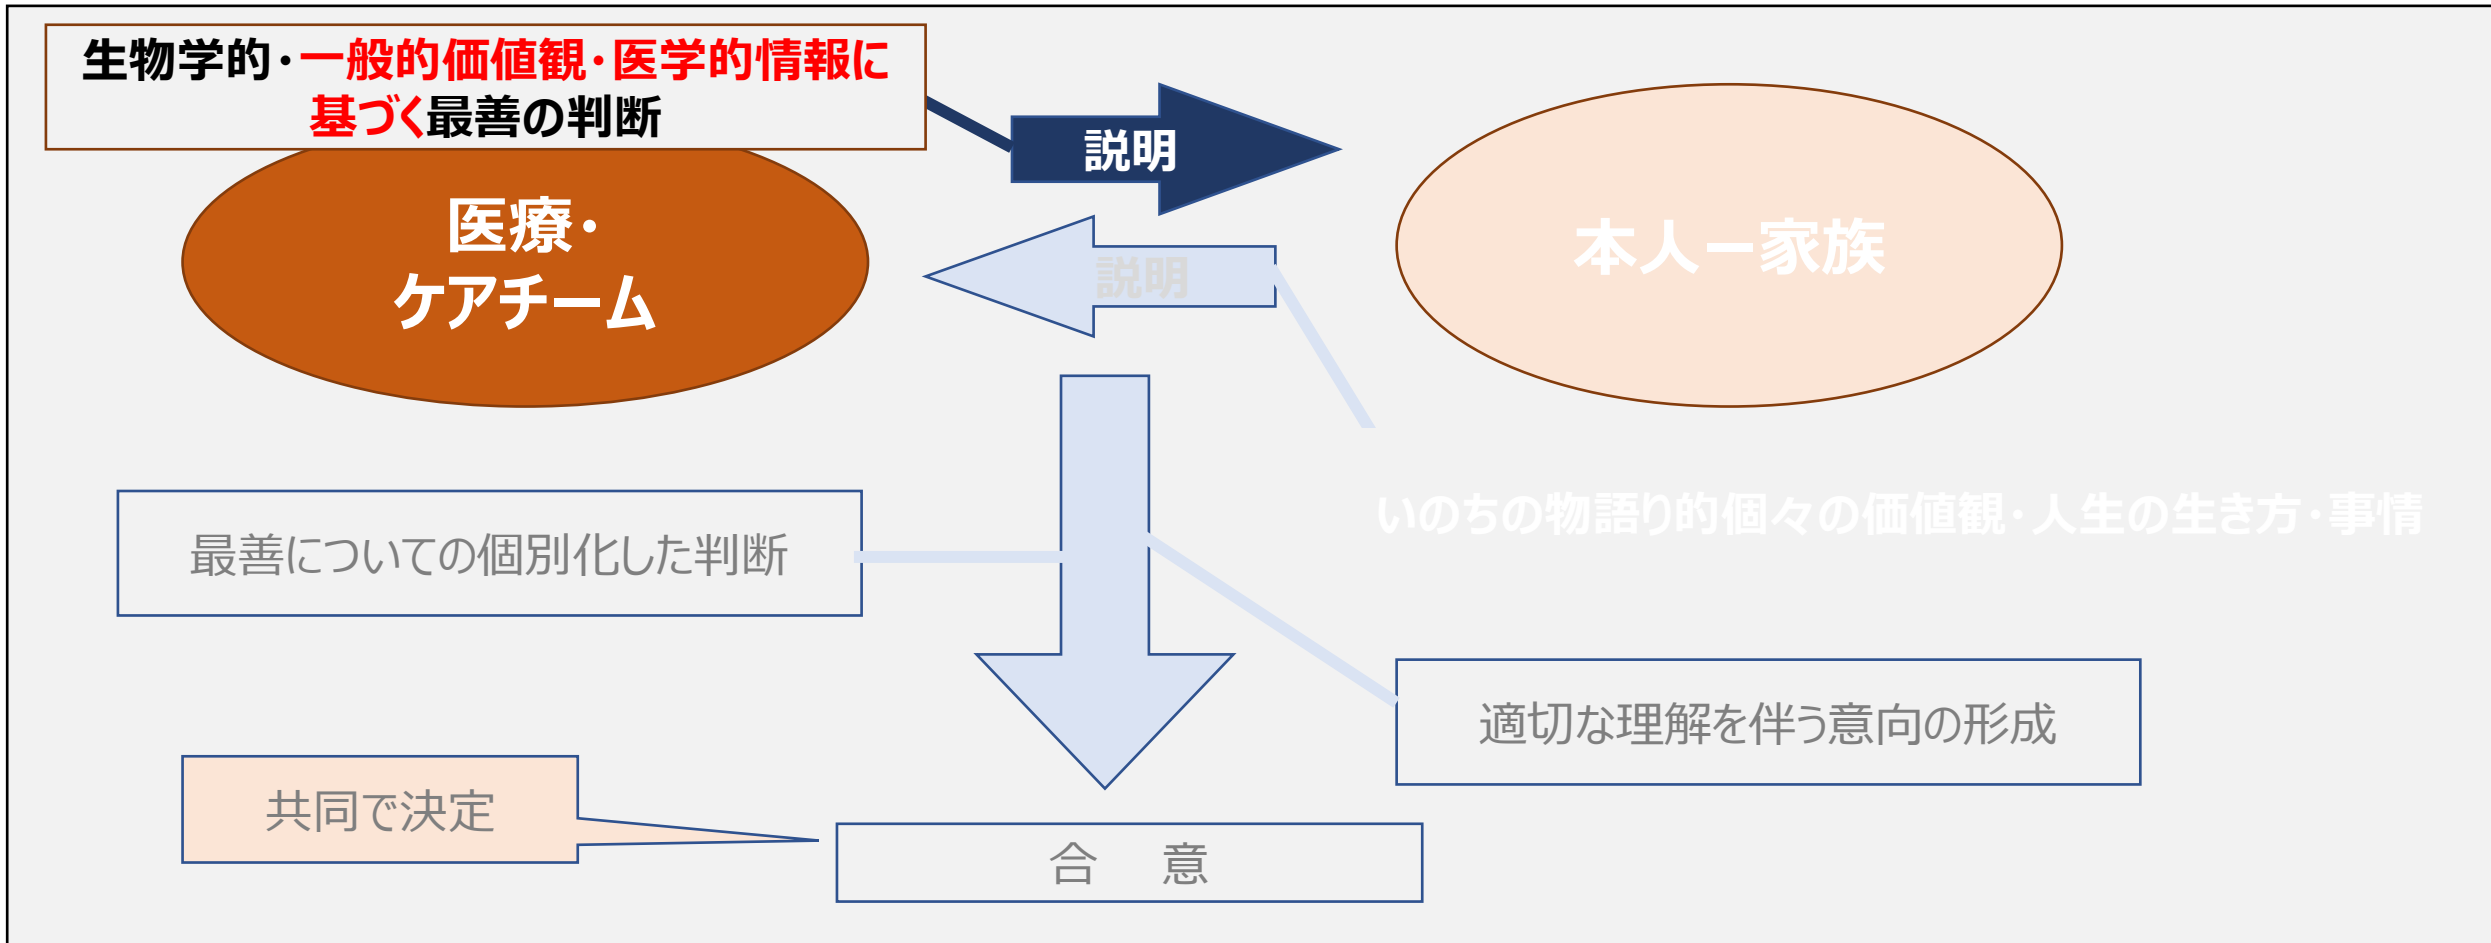 生物学的・一般的価値観・医学的情報に
基づく最善の判断
説明
医療・
ケアチーム
本人ー家族
説明
いのちの物語り的個々の価値観・人生の生き方・事情
最善についての個別化した判断
適切な理解を伴う意向の形成
共同で決定
合　意